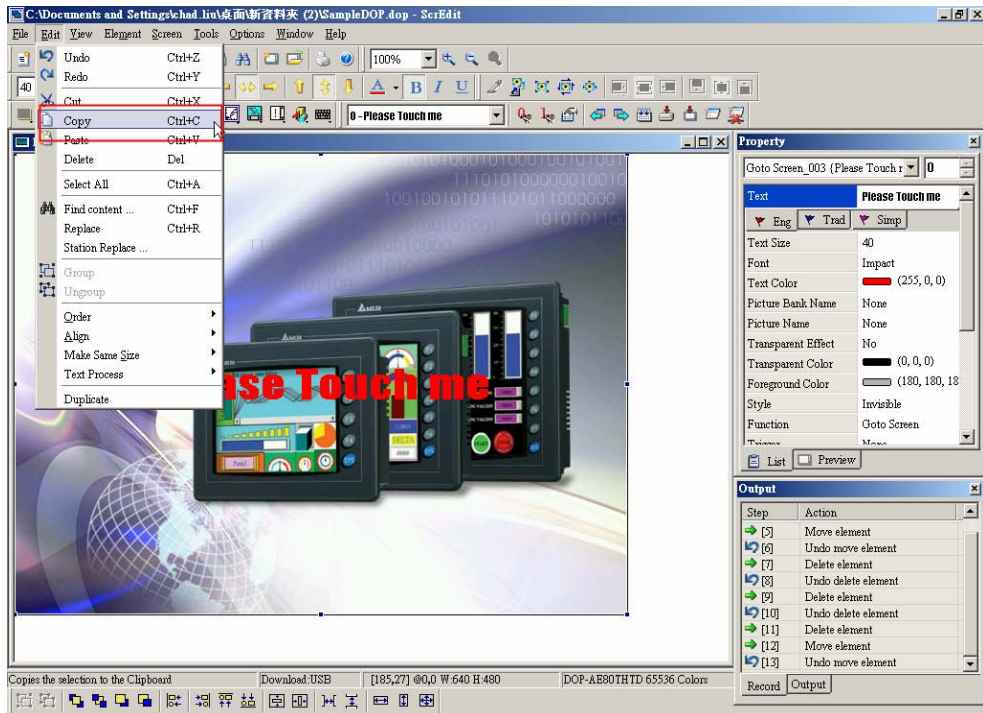 C:\Documents and Settings\chad.liu\桌面\新資料夾 (2)\SampleDOP.dop - ScrEdit
File Edit View Element Screen Tools Options Window Help
100%
40
B I U
0 - Please Touch me
Undo Ctrl+Z
Redo Ctrl+Y
Cut Ctrl+X
Copy Ctrl+C
Paste Ctrl+V
Delete Del
Select All Ctrl+A
Find content ... Ctrl+F
Replace Ctrl+R
Station Replace ...
Group
Ungroup
Order
Align
Make Same Size
Text Process
Duplicate
ase Touch me
Property
Goto Screen_003 {Please Touch r 0
Text Please Touch me
Eng Trad Simp
Text Size 40
Font Impact
Text Color (255, 0, 0)
Picture Bank Name None
Picture Name None
Transparent Effect No
Transparent Color (0, 0, 0)
Foreground Color (180, 180, 18
Style Invisible
Function Goto Screen
Trigger None
List Preview
Output
Step Action
[5] Move element
[6] Undo move element
[7] Delete element
[8] Undo delete element
[9] Delete element
[10] Undo delete element
[11] Delete element
[12] Move element
[13] Undo move element
Record Output
Copies the selection to the Clipboard Download:USB [185,27] @0,0 W:640 H:480 DOP-AE80THTD 65536 Colors